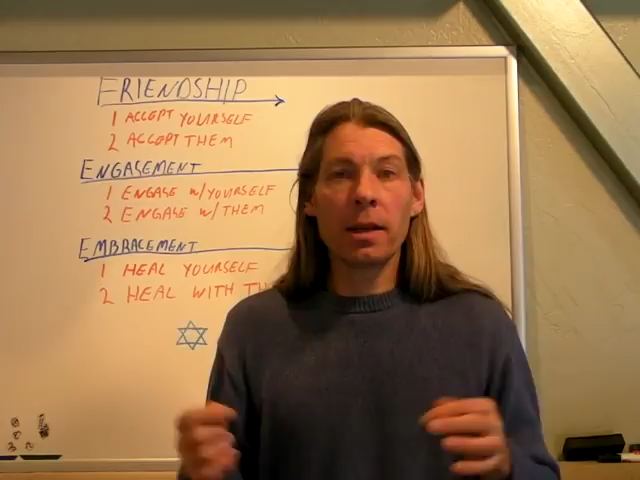 FRIENDSHIP
1 ACCEPT YOURSELF
2 ACCEPT THEM
ENGAGEMENT
1 ENGAGE W/YOURSELF
2 ENGAGE W/ THEM
EMBRACEMENT
1 HEAL YOURSELF
2 HEAL WITH TH